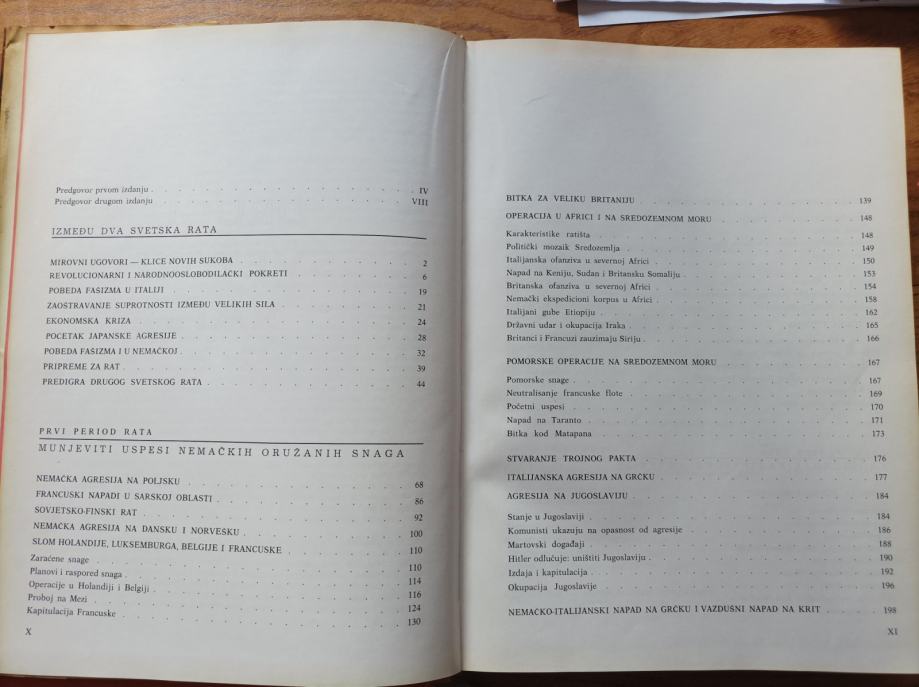 Predgovor prvom izdanju . . . . . . . . . . . . . . . . IV
Predgovor drugom izdanju . . . . . . . . . . . . . . . . VIII
IZMEĐU DVA SVETSKA RATA
MIROVNI UGOVORI — KLICE NOVIH SUKOBA . . . . . . . . . . 2
REVOLUCIONARNI I NARODNOOSLOBODILAČKI POKRETI . . . . . . . 6
POBEDA FAŠIZMA U ITALIJI . . . . . . . . . . . . . 19
ZAOŠTRAVANJE SUPROTNOSTI IZMEĐU VELIKIH SILA . . . . . . . . 21
EKONOMSKA KRIZA . . . . . . . . . . . . . . . 24
POČETAK JAPANSKE AGRESIJE . . . . . . . . . . . . . 28
POBEDA FAŠIZMA I U NEMAČKOJ . . . . . . . . . . . . . 32
PRIPREME ZA RAT . . . . . . . . . . . . . . . 39
PREDIGRA DRUGOG SVETSKOG RATA . . . . . . . . . . . . 44
PRVI PERIOD RATA
MUNJEVITI USPESI NEMAČKIH ORUŽANIH SNAGA
NEMAČKA AGRESIJA NA POLJSKU . . . . . . . . . . . . 68
FRANCUSKI NAPADI U SARSKOJ OBLASTI . . . . . . . . . . . 86
SOVJETSKO-FINSKI RAT . . . . . . . . . . . . . . 92
NEMAČKA AGRESIJA NA DANSKU I NORVEŠKU . . . . . . . . . 100
SLOM HOLANDIJE, LUKSEMBURGA, BELGIJE I FRANCUSKE . . . . . . . 110
Zaraćene snage . . . . . . . . . . . . . . . 110
Planovi i raspored snaga . . . . . . . . . . . . . . 114
Operacije u Holandiji i Belgiji . . . . . . . . . . . . . 116
Proboj na Mezi . . . . . . . . . . . . . . . 124
Kapitulacija Francuske . . . . . . . . . . . . . . 130
X
BITKA ZA VELIKU BRITANIJU . . . . . . . . . . . . . 139
OPERACIJA U AFRICI I NA SREDOZEMNOM MORU . . . . . . . . . 148
Karakteristike ratišta . . . . . . . . . . . . . . 148
Politički mozaik Sredozemlja . . . . . . . . . . . . . 149
Italijanska ofanziva u severnoj Africi . . . . . . . . . . . . 150
Napad na Keniju, Sudan i Britansku Somaliju . . . . . . . . . . 153
Britanska ofanziva u severnoj Africi . . . . . . . . . . . . 154
Nemački ekspedicioni korpus u Africi . . . . . . . . . . . 158
Italijani gube Etiopiju . . . . . . . . . . . . . . 162
Državni udar i okupacija Iraka . . . . . . . . . . . . . 165
Britanci i Francuzi zauzimaju Siriju . . . . . . . . . . . . 166
POMORSKE OPERACIJE NA SREDOZEMNOM MORU . . . . . . . . . 167
Pomorske snage . . . . . . . . . . . . . . . 167
Neutralisanje francuske flote . . . . . . . . . . . . . 169
Početni uspesi . . . . . . . . . . . . . . . 170
Napad na Taranto . . . . . . . . . . . . . . . 171
Bitka kod Matapana . . . . . . . . . . . . . . 173
STVARANJE TROJNOG PAKTA . . . . . . . . . . . . . 176
ITALIJANSKA AGRESIJA NA GRČKU . . . . . . . . . . . . 177
AGRESIJA NA JUGOSLAVIJU . . . . . . . . . . . . . 184
Stanje u Jugoslaviji . . . . . . . . . . . . . . . 184
Komunisti ukazuju na opasnost od agresije . . . . . . . . . . 186
Martovski događaji . . . . . . . . . . . . . . . 188
Hitler odlučuje: uništiti Jugoslaviju . . . . . . . . . . . . 190
Izdaja i kapitulacija . . . . . . . . . . . . . . . 192
Okupacija Jugoslavije . . . . . . . . . . . . . . 196
NEMAČKO-ITALIJANSKI NAPAD NA GRČKU I VAZDUŠNI NAPAD NA KRIT . . . . 198
XI